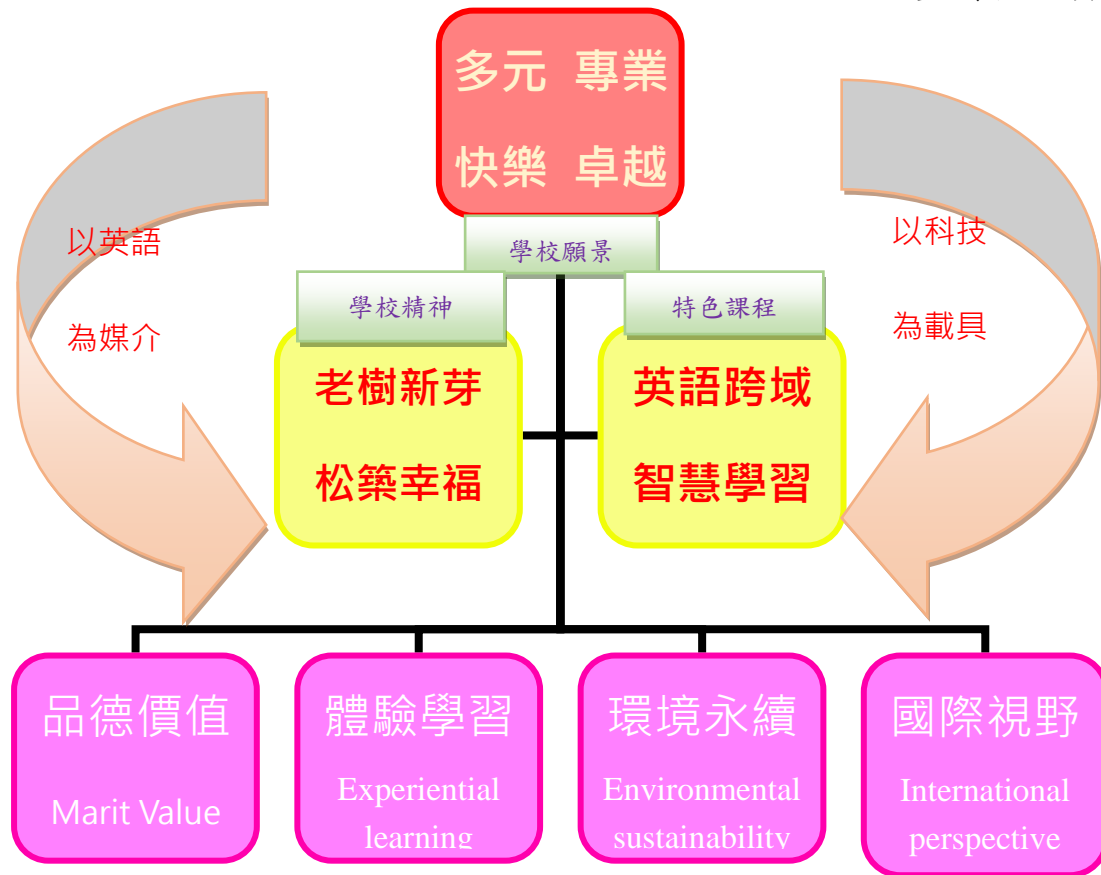 多元 專業
快樂 卓越
學校願景
以英語
為媒介
以科技
為載具
學校精神
老樹新芽
松築幸福
特色課程
英語跨域
智慧學習
品德價值
Marit Value
體驗學習
Experiential
learning
環境永續
Environmental
sustainability
國際視野
International
perspective